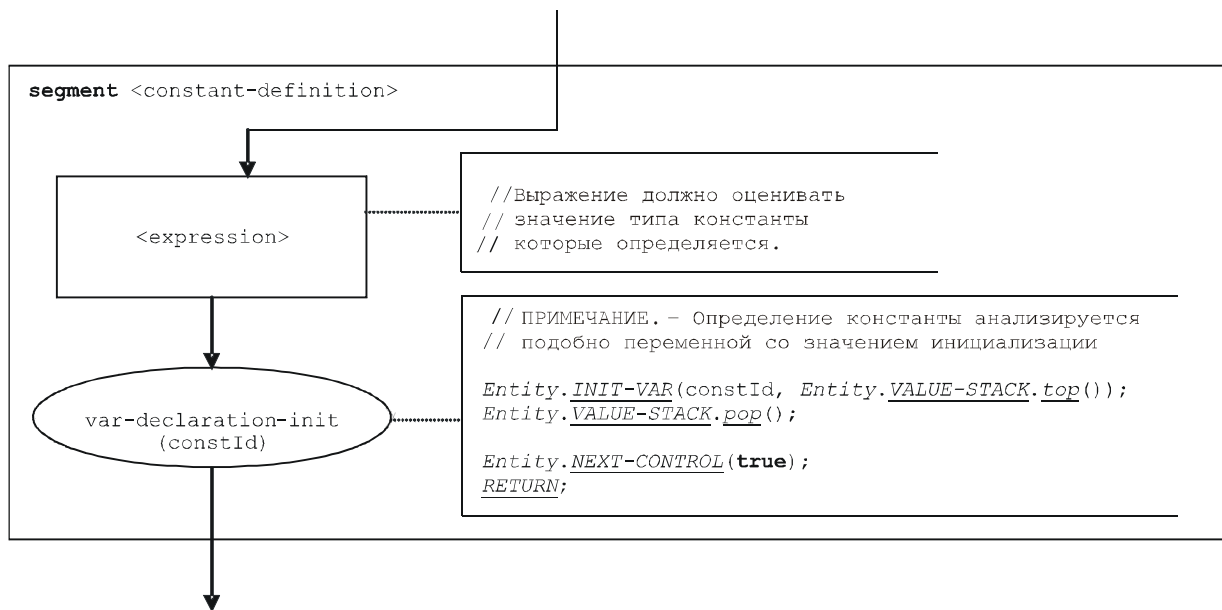 segment <constant-definition>
<expression>
//Выражение должно оценивать
// значение типа константы
// которые определяется.
var-declaration-init
(constId)
// ПРИМЕЧАНИЕ. – Определение константы анализируется
// подобно переменной со значением инициализации
Entity.INIT-VAR(constId, Entity.VALUE-STACK.top());
Entity.VALUE-STACK.pop();
Entity.NEXT-CONTROL(true);
RETURN;